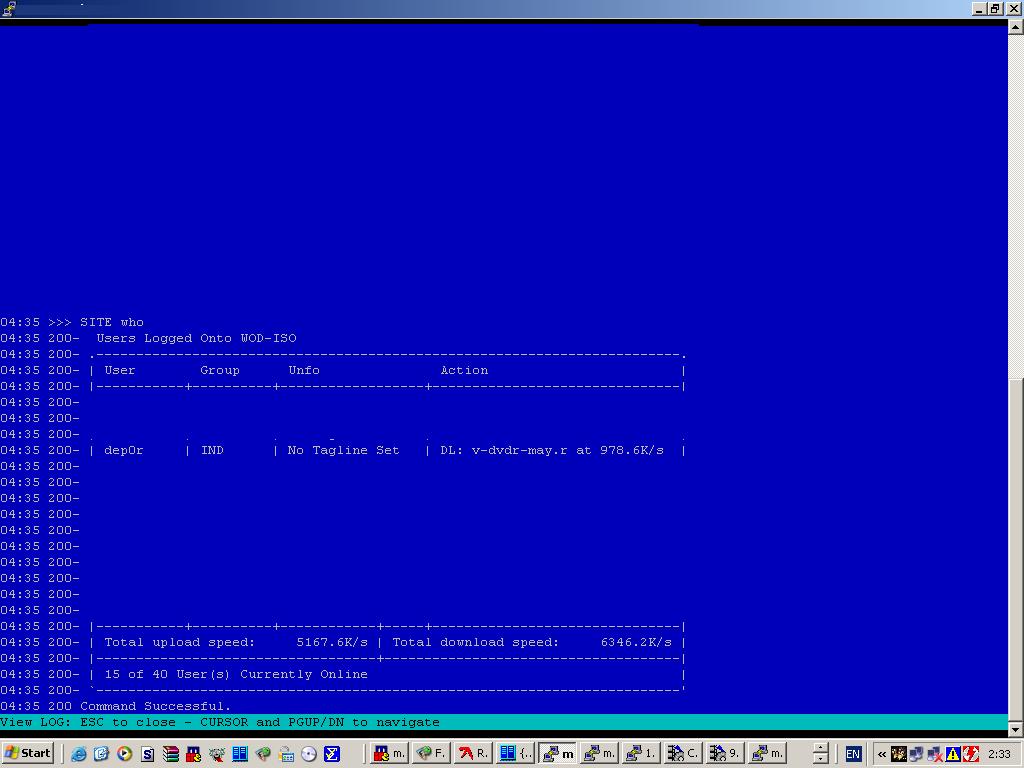 04:35 >>> SITE who
04:35 200-  Users Logged Onto WOD-ISO
04:35 200- .-------------------------------------------------------------------------.
04:35 200- | User        Group      Unfo               Action                        |
04:35 200- |-----------+----------+------------------+-------------------------------|
04:35 200-
04:35 200-
04:35 200-
04:35 200- | dep0r     | IND      | No Tagline Set   | DL: v-dvdr-may.r at 978.6K/s  |
04:35 200-
04:35 200-
04:35 200-
04:35 200-
04:35 200-
04:35 200-
04:35 200-
04:35 200-
04:35 200-
04:35 200-
04:35 200- |-----------+----------+------------+-----+-------------------------------|
04:35 200- | Total upload speed:     5167.6K/s | Total download speed:     6346.2K/s |
04:35 200- |-----------------------------------+-------------------------------------|
04:35 200- | 15 of 40 User(s) Currently Online                                       |
04:35 200- `-------------------------------------------------------------------------'
04:35 200 Command Successful.
View LOG: ESC to close - CURSOR and PGUP/DN to navigate
Start m. F. R. {.. m m. 1. C. 9. m. EN « 2:33